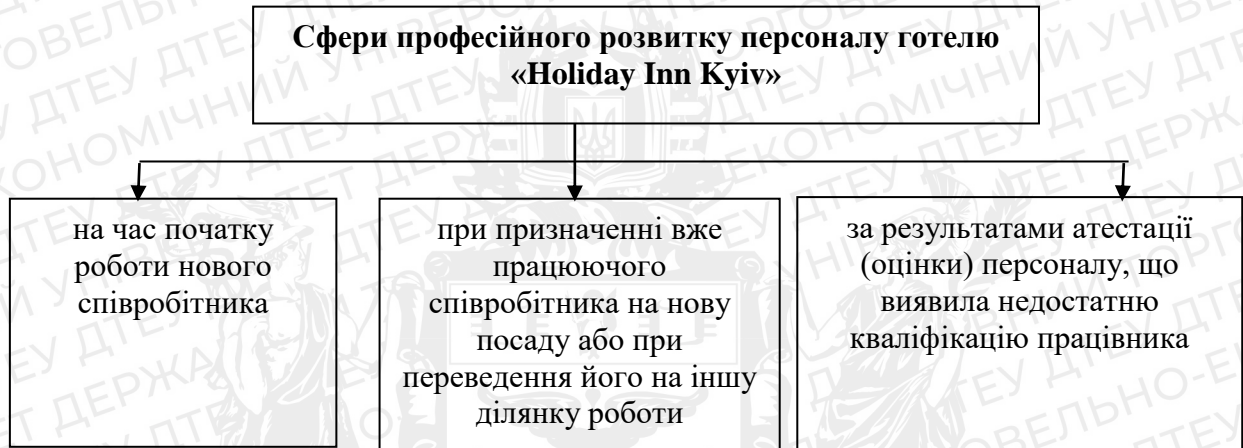 Сфери професійного розвитку персоналу готелю
«Holiday Inn Kyiv»
на час початку
роботи нового
співробітника
при призначенні вже
працюючого
співробітника на нову
посаду або при
переведення його на іншу
ділянку роботи
за результатами атестації
(оцінки) персоналу, що
виявила недостатню
кваліфікацію працівника